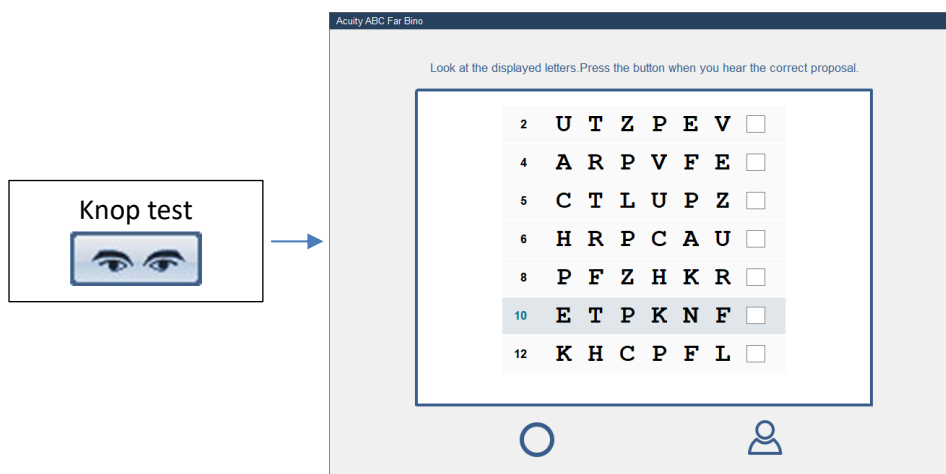 Acuity ABC Far Bino
Look at the displayed letters.Press the button when you hear the correct proposal.
Knop test
2 U T Z P E V
4 A R P V F E
5 C T L U P Z
6 H R P C A U
8 P F Z H K R
10 E T P K N F
12 K H C P F L